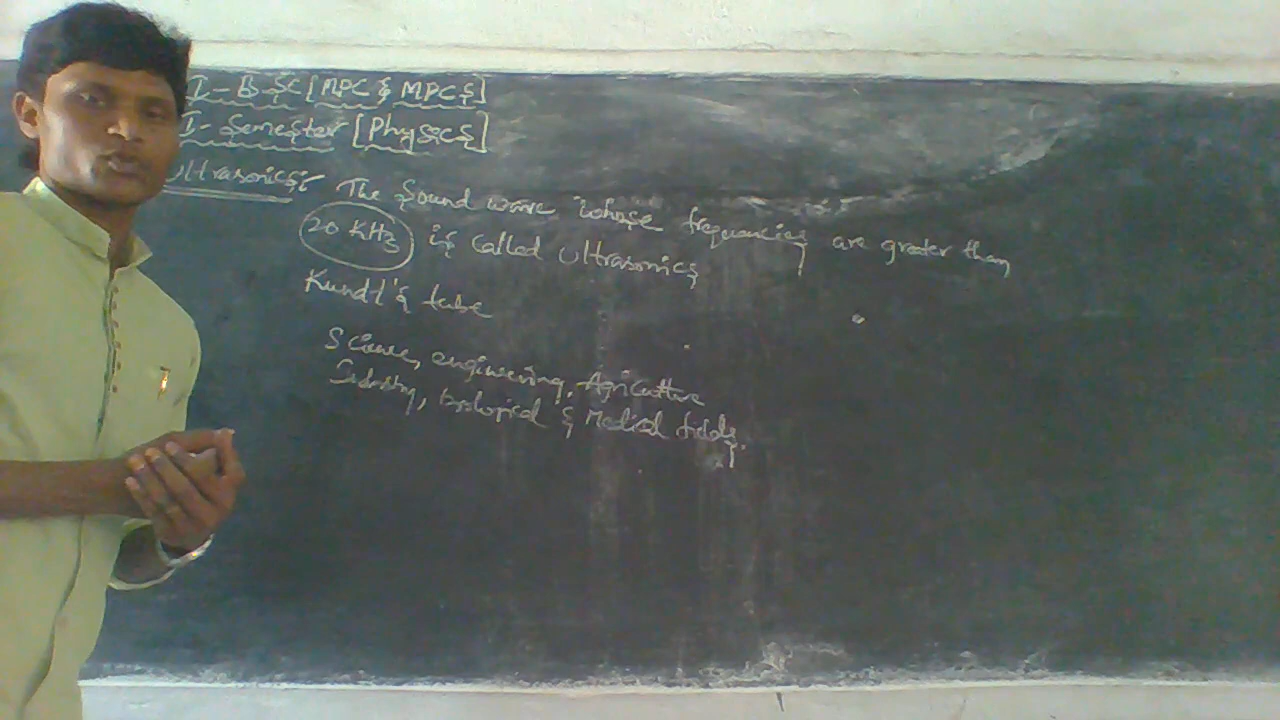 I - B.SC [MPC & MPCS]
I - Semester [Physics]
Ultrasonics:- The Sound wave whose frequencies are greater than
20 KHz is called Ultrasonics
Kundt's tube
Science, engineering, Agriculture
Industry, Biological & Medical fields.